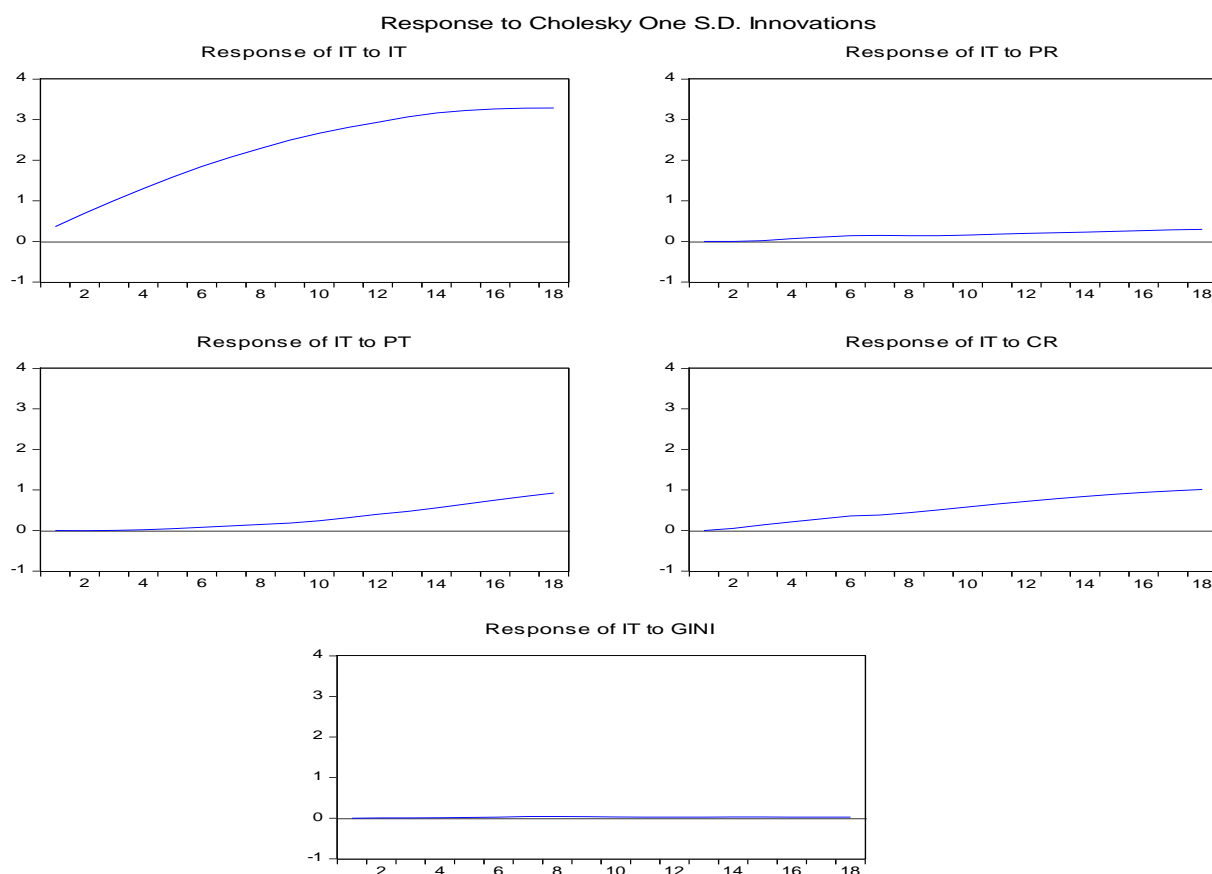 Response to Cholesky One S.D. Innovations
Response of IT to IT
4
3
2
1
0
-1
2 4 6 8 10 12 14 16 18
Response of IT to PR
4
3
2
1
0
-1
2 4 6 8 10 12 14 16 18
Response of IT to PT
4
3
2
1
0
-1
2 4 6 8 10 12 14 16 18
Response of IT to CR
4
3
2
1
0
-1
2 4 6 8 10 12 14 16 18
Response of IT to GINI
4
3
2
1
0
-1
2 4 6 8 10 12 14 16 18